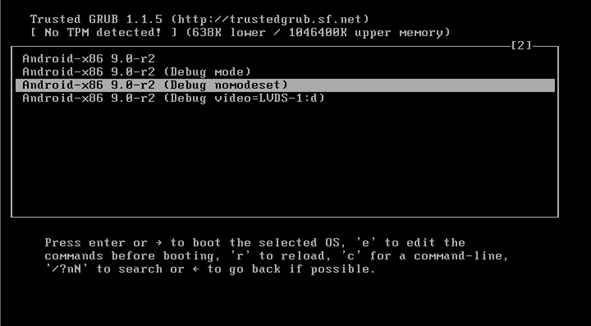 Trusted GRUB 1.1.5 (http://trustedgrub.sf.net)
[ No TPM detected! ] (638K lower / 1046400K upper memory)
[2]
Android-x86 9.0-r2
Android-x86 9.0-r2 (Debug mode)
Android-x86 9.0-r2 (Debug nomodeset)
Android-x86 9.0-r2 (Debug video=LVDS-1:d)
Press enter or → to boot the selected OS, 'e' to edit the
commands before booting, 'r' to reload, 'c' for a command-line,
'/?nN' to search or ← to go back if possible.